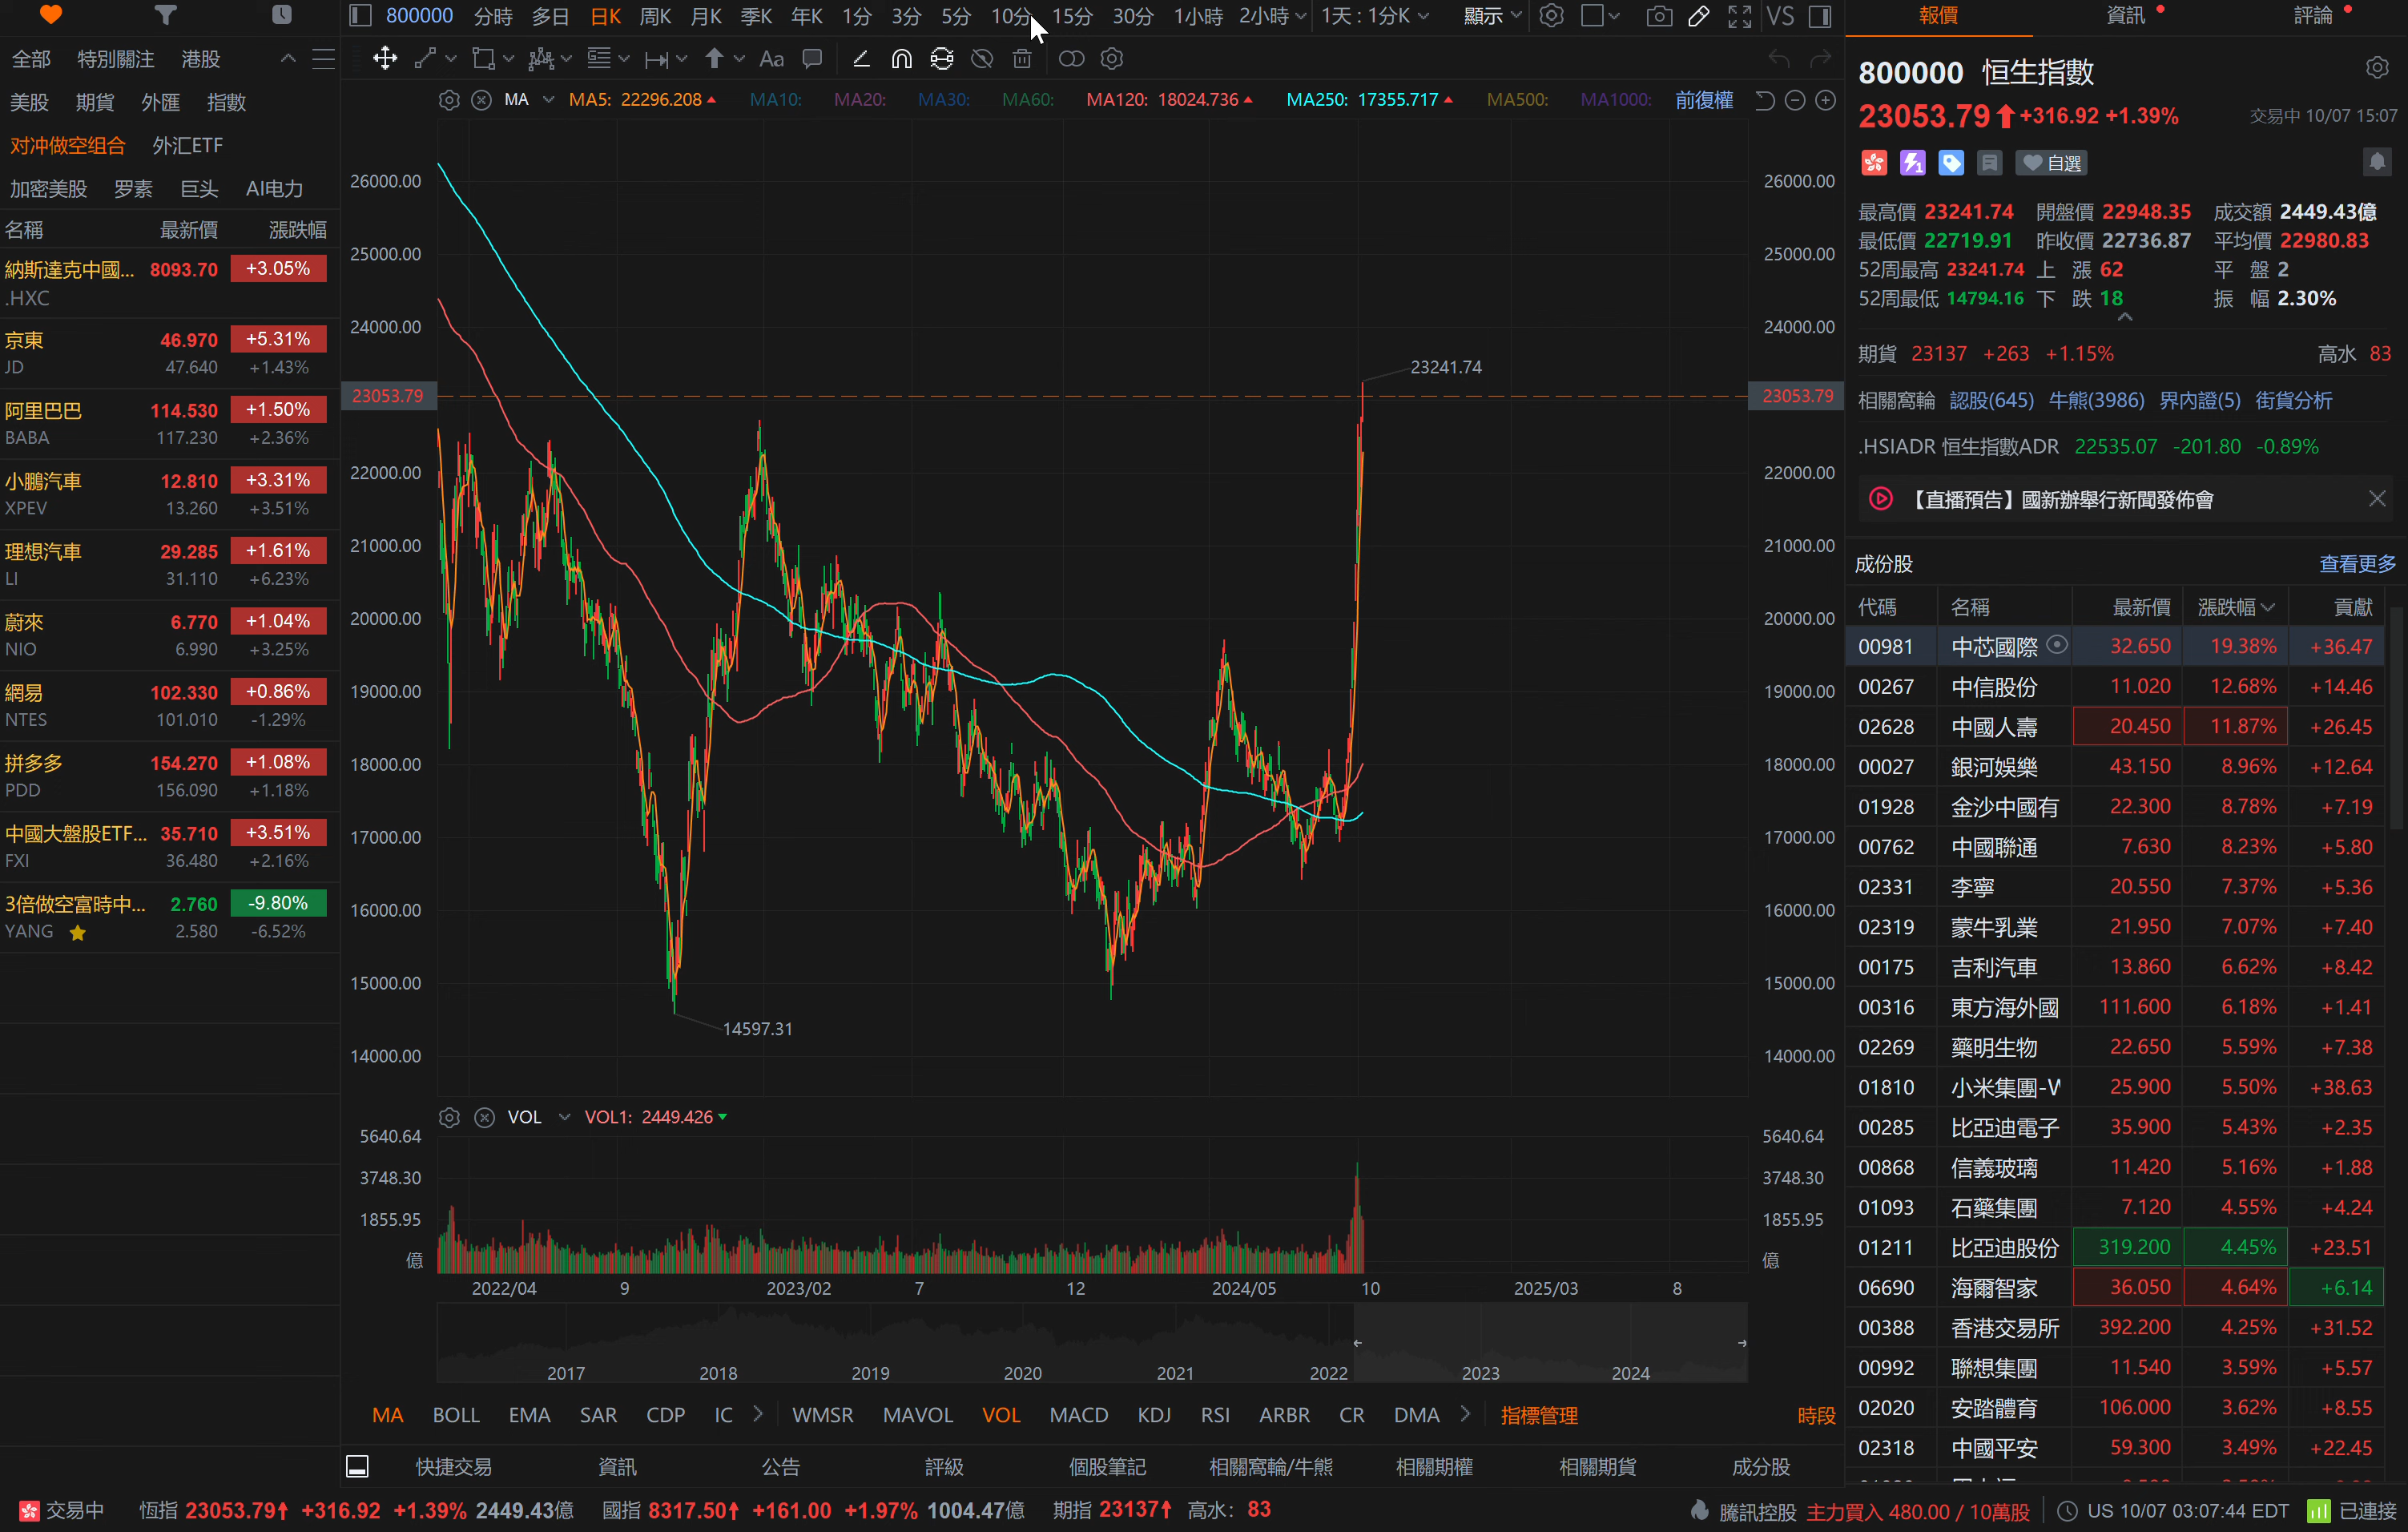 800000 分時 多日 日K 周K 月K 季K 年K 1分 3分 5分 10分 15分 30分 1小時 2小時 1天 : 1分K 顯示 VS
報價 資訊 評論
全部 特別關注 港股
美股 期貨 外匯 指數
对冲做空组合 外汇ETF
加密美股 罗素 巨头 AI电力
名稱 最新價 漲跌幅
納斯達克中國... 8093.70 +3.05%
.HXC
京東 46.970 +5.31%
JD 47.640 +1.43%
阿里巴巴 114.530 +1.50%
BABA 117.230 +2.36%
小鵬汽車 12.810 +3.31%
XPEV 13.260 +3.51%
理想汽車 29.285 +1.61%
LI 31.110 +6.23%
蔚來 6.770 +1.04%
NIO 6.990 +3.25%
網易 102.330 +0.86%
NTES 101.010 -1.29%
拼多多 154.270 +1.08%
PDD 156.090 +1.18%
中國大盤股ETF... 35.710 +3.51%
FXI 36.480 +2.16%
3倍做空富時中... 2.760 -9.80%
YANG 2.580 -6.52%
Aa
MA MA5: 22296.208 MA10: MA20: MA30: MA60: MA120: 18024.736 MA250: 17355.717 MA500: MA1000: 前復權
26000.00 26000.00
25000.00 25000.00
24000.00 24000.00
23241.74
23053.79 23053.79
22000.00 22000.00
21000.00 21000.00
20000.00 20000.00
19000.00 19000.00
18000.00 18000.00
17000.00 17000.00
16000.00 16000.00
15000.00 15000.00
14597.31
14000.00 14000.00
VOL VOL1: 2449.426
5640.64 5640.64
3748.30 3748.30
1855.95 1855.95
億 億
2022/04 9 2023/02 7 12 2024/05 10 2025/03 8
2017 2018 2019 2020 2021 2022 2023 2024
MA BOLL EMA SAR CDP IC WMSR MAVOL VOL MACD KDJ RSI ARBR CR DMA 指標管理 時段
快捷交易 資訊 公告 評級 個股筆記 相關窩輪/牛熊 相關期權 相關期貨 成分股
800000 恒生指數
23053.79 +316.92 +1.39% 交易中 10/07 15:07
自選
最高價 23241.74 開盤價 22948.35 成交額 2449.43億
最低價 22719.91 昨收價 22736.87 平均價 22980.83
52周最高 23241.74 上 漲 62 平 盤 2
52周最低 14794.16 下 跌 18 振 幅 2.30%
期貨 23137 +263 +1.15% 高水 83
相關窩輪 認股(645) 牛熊(3986) 界內證(5) 街貨分析
.HSIADR 恒生指數ADR 22535.07 -201.80 -0.89%
【直播預告】國新辦舉行新聞發佈會
成份股 查看更多
代碼 名稱 最新價 漲跌幅 貢獻
00981 中芯國際 32.650 19.38% +36.47
00267 中信股份 11.020 12.68% +14.46
02628 中國人壽 20.450 11.87% +26.45
00027 銀河娛樂 43.150 8.96% +12.64
01928 金沙中國有 22.300 8.78% +7.19
00762 中國聯通 7.630 8.23% +5.80
02331 李寧 20.550 7.37% +5.36
02319 蒙牛乳業 21.950 7.07% +7.40
00175 吉利汽車 13.860 6.62% +8.42
00316 東方海外國 111.600 6.18% +1.41
02269 藥明生物 22.650 5.59% +7.38
01810 小米集團-W 25.900 5.50% +38.63
00285 比亞迪電子 35.900 5.43% +2.35
00868 信義玻璃 11.420 5.16% +1.88
01093 石藥集團 7.120 4.55% +4.24
01211 比亞迪股份 319.200 4.45% +23.51
06690 海爾智家 36.050 4.64% +6.14
00388 香港交易所 392.200 4.25% +31.52
00992 聯想集團 11.540 3.59% +5.57
02020 安踏體育 106.000 3.62% +8.55
02318 中國平安 59.300 3.49% +22.45
交易中 恆指 23053.79 +316.92 +1.39% 2449.43億 國指 8317.50 +161.00 +1.97% 1004.47億 期指 23137 高水: 83 騰訊控股 主力買入 480.00 / 10萬股 US 10/07 03:07:44 EDT 已連接